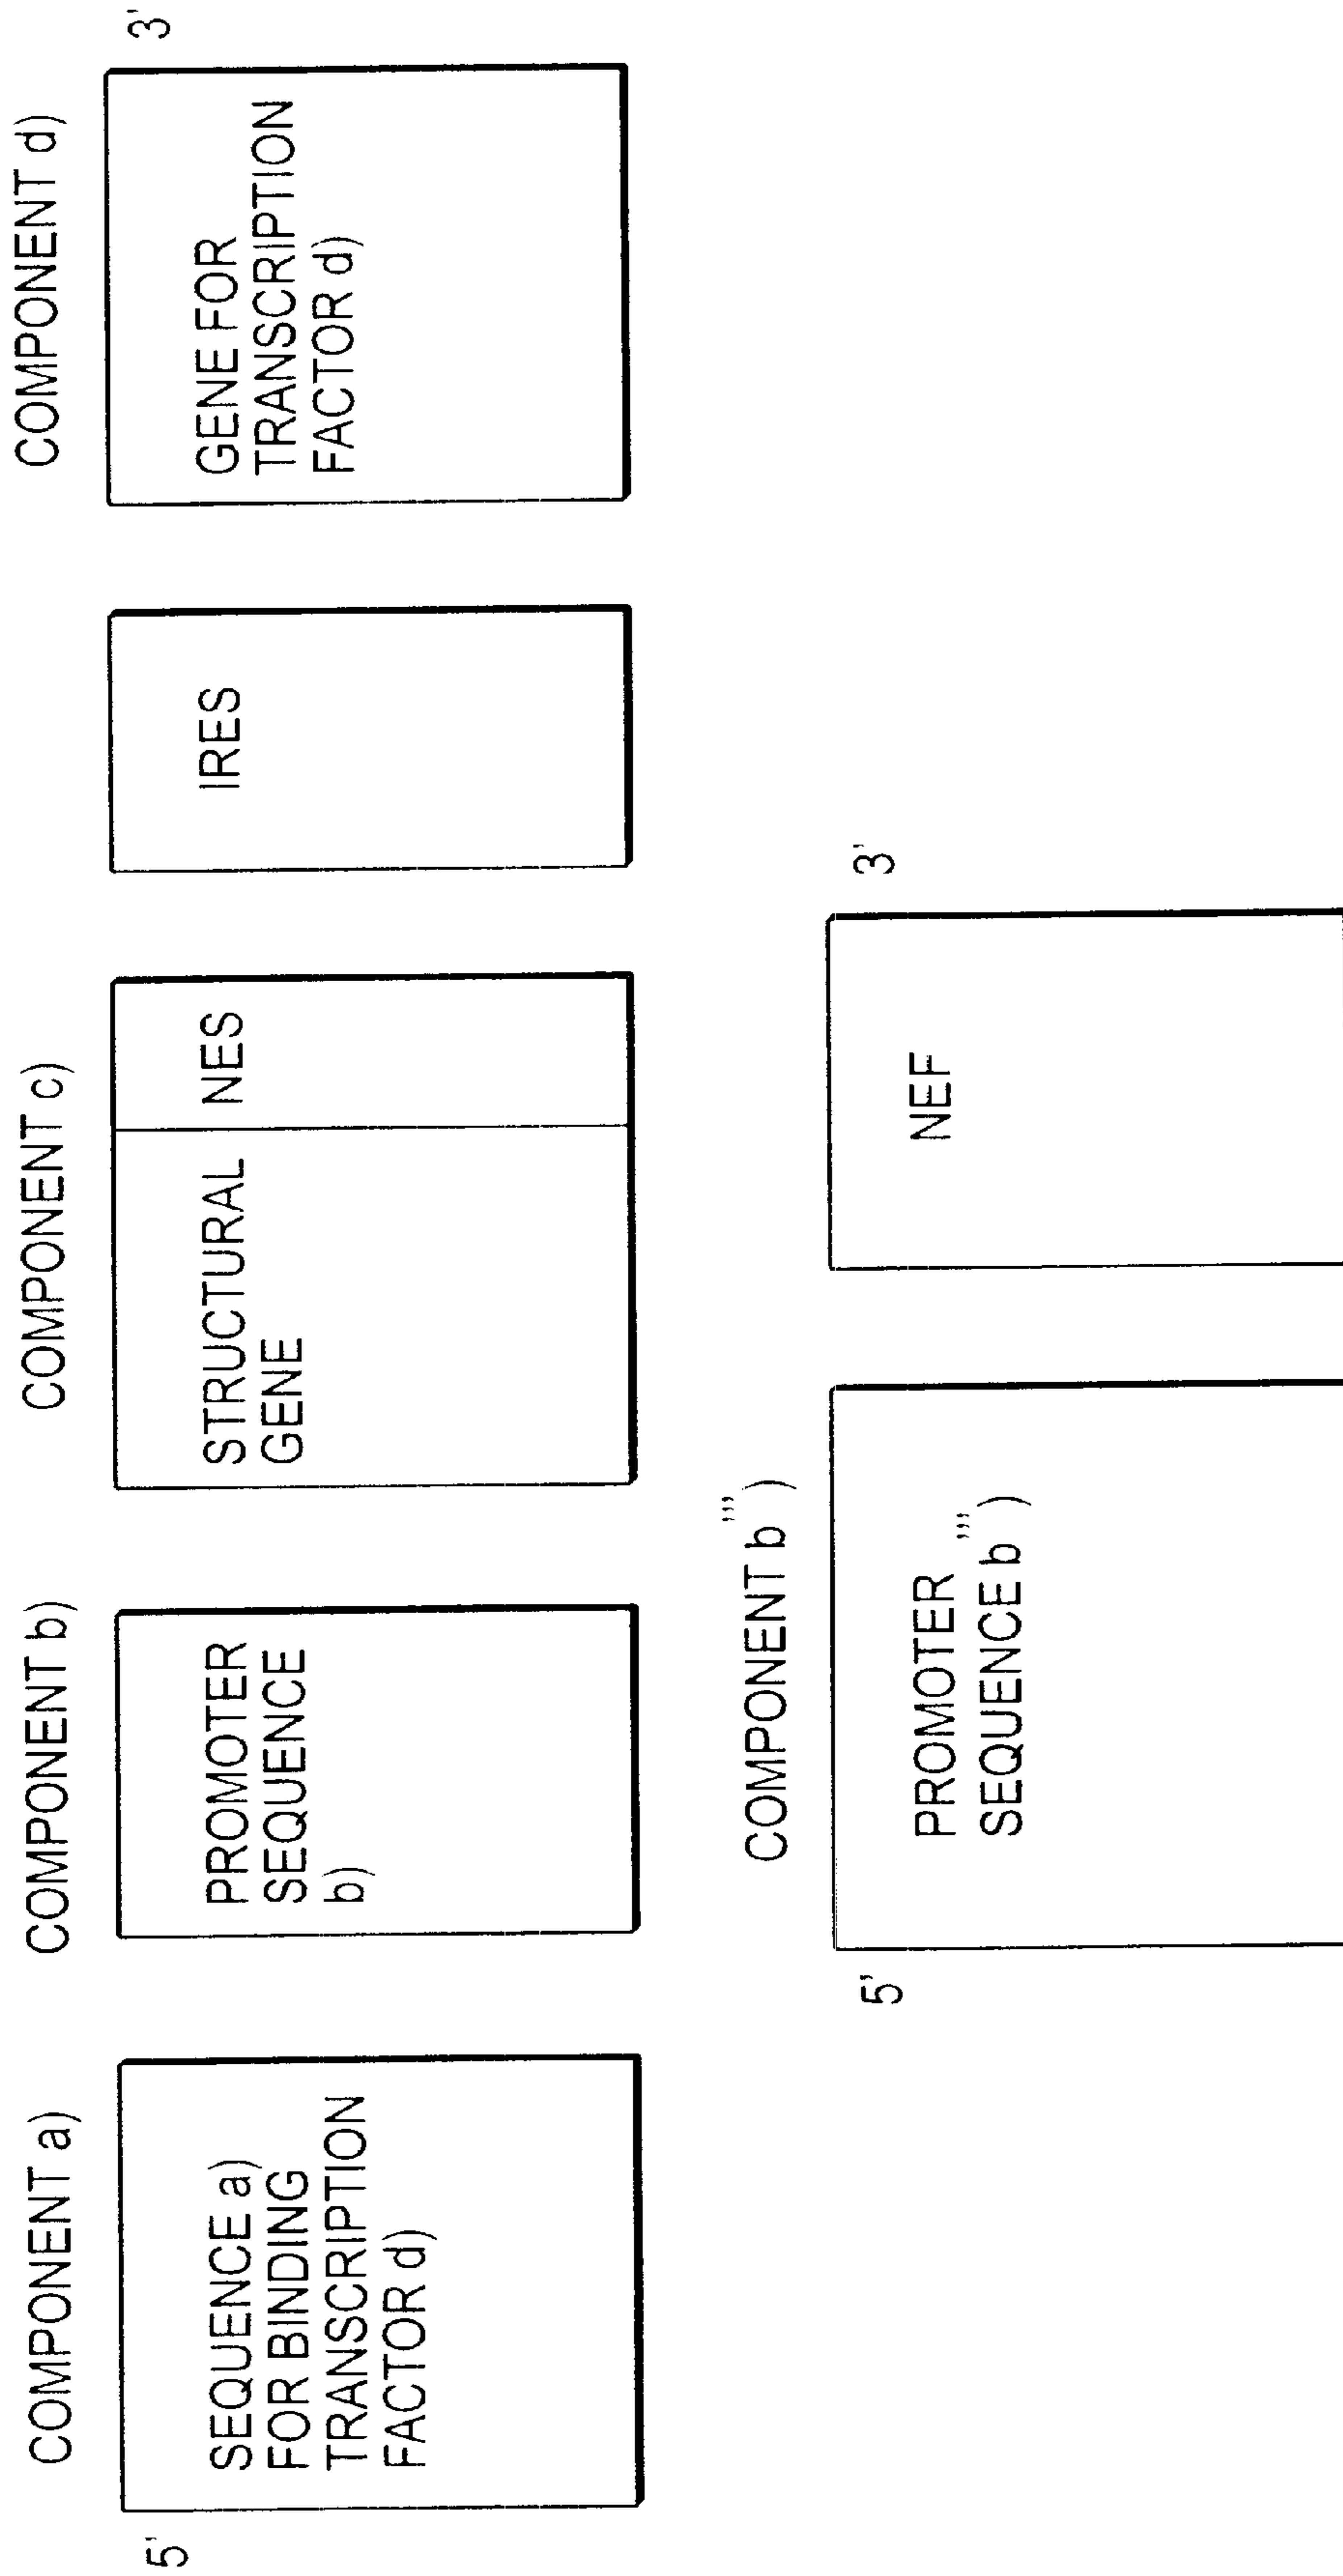 COMPONENT a)
COMPONENT b)
COMPONENT c)
COMPONENT d)
5'
SEQUENCE a)
FOR BINDING
TRANSCRIPTION
FACTOR d)
PROMOTER
SEQUENCE
b)
STRUCTURAL
GENE
NES
IRES
GENE FOR
TRANSCRIPTION
FACTOR d)
3'
COMPONENT b''')
5'
PROMOTER
SEQUENCE b''')
NEF
3'